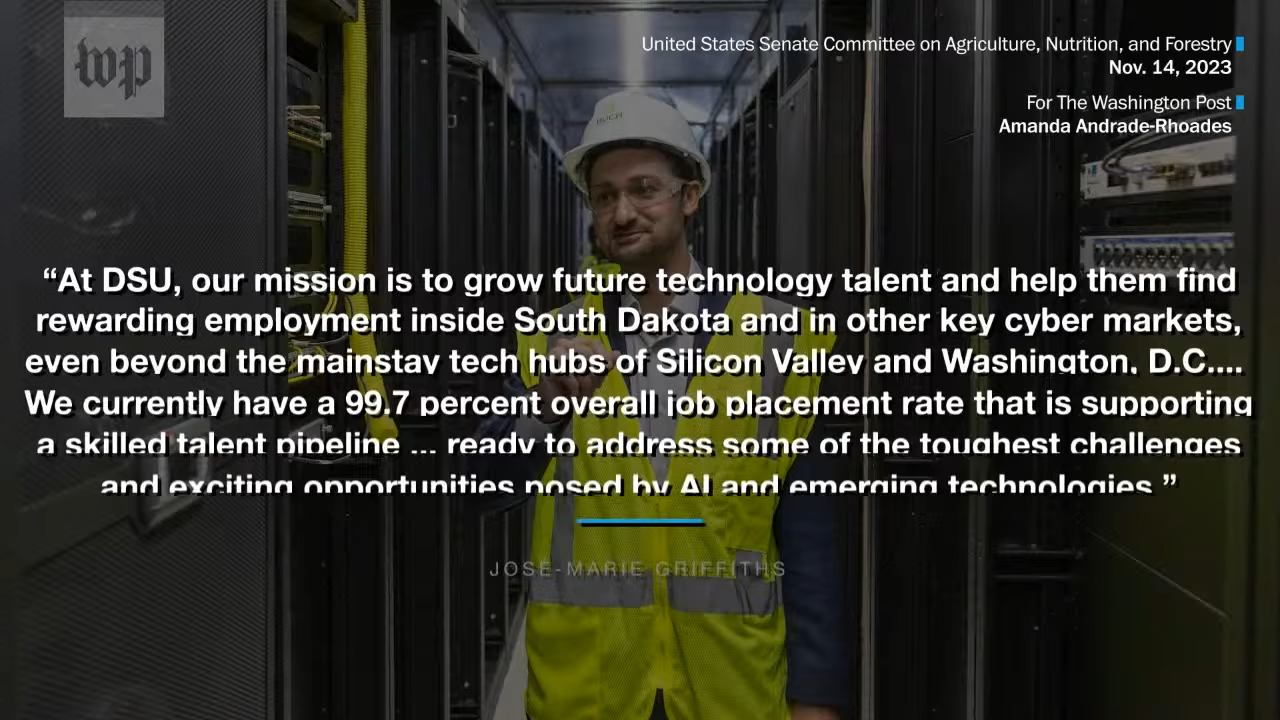 wp
United States Senate Committee on Agriculture, Nutrition, and Forestry
Nov. 14, 2023
For The Washington Post
Amanda Andrade-Rhoades
“At DSU, our mission is to grow future technology talent and help them find
rewarding employment inside South Dakota and in other key cyber markets,
even beyond the mainstay tech hubs of Silicon Valley and Washington, D.C....
We currently have a 99.7 percent overall job placement rate that is supporting
a skilled talent pipeline ... ready to address some of the toughest challenges
and exciting opportunities posed by AI and emerging technologies.”
JOSE-MARIE GRIFFITHS